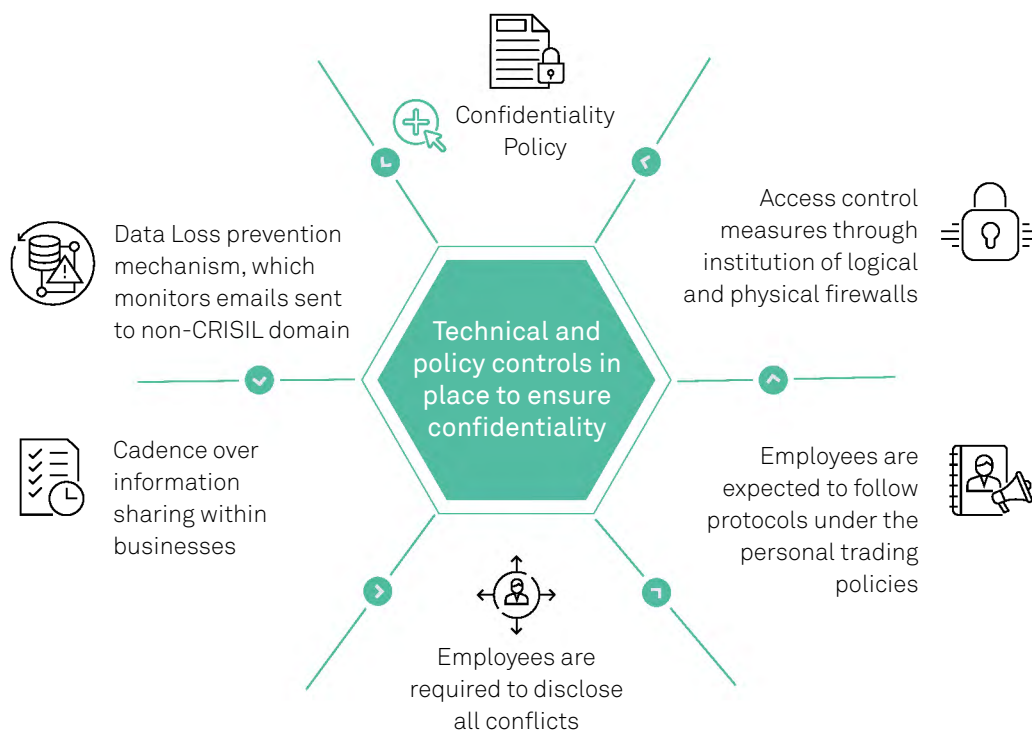 Confidentiality
Policy
Access control
measures through
institution of logical
and physical firewalls
Data Loss prevention
mechanism, which
monitors emails sent
to non-CRISIL domain
Technical and
policy controls in
place to ensure
confidentiality
Cadence over
information
sharing within
businesses
Employees are
expected to follow
protocols under the
personal trading
policies
Employees are
required to disclose
all conflicts